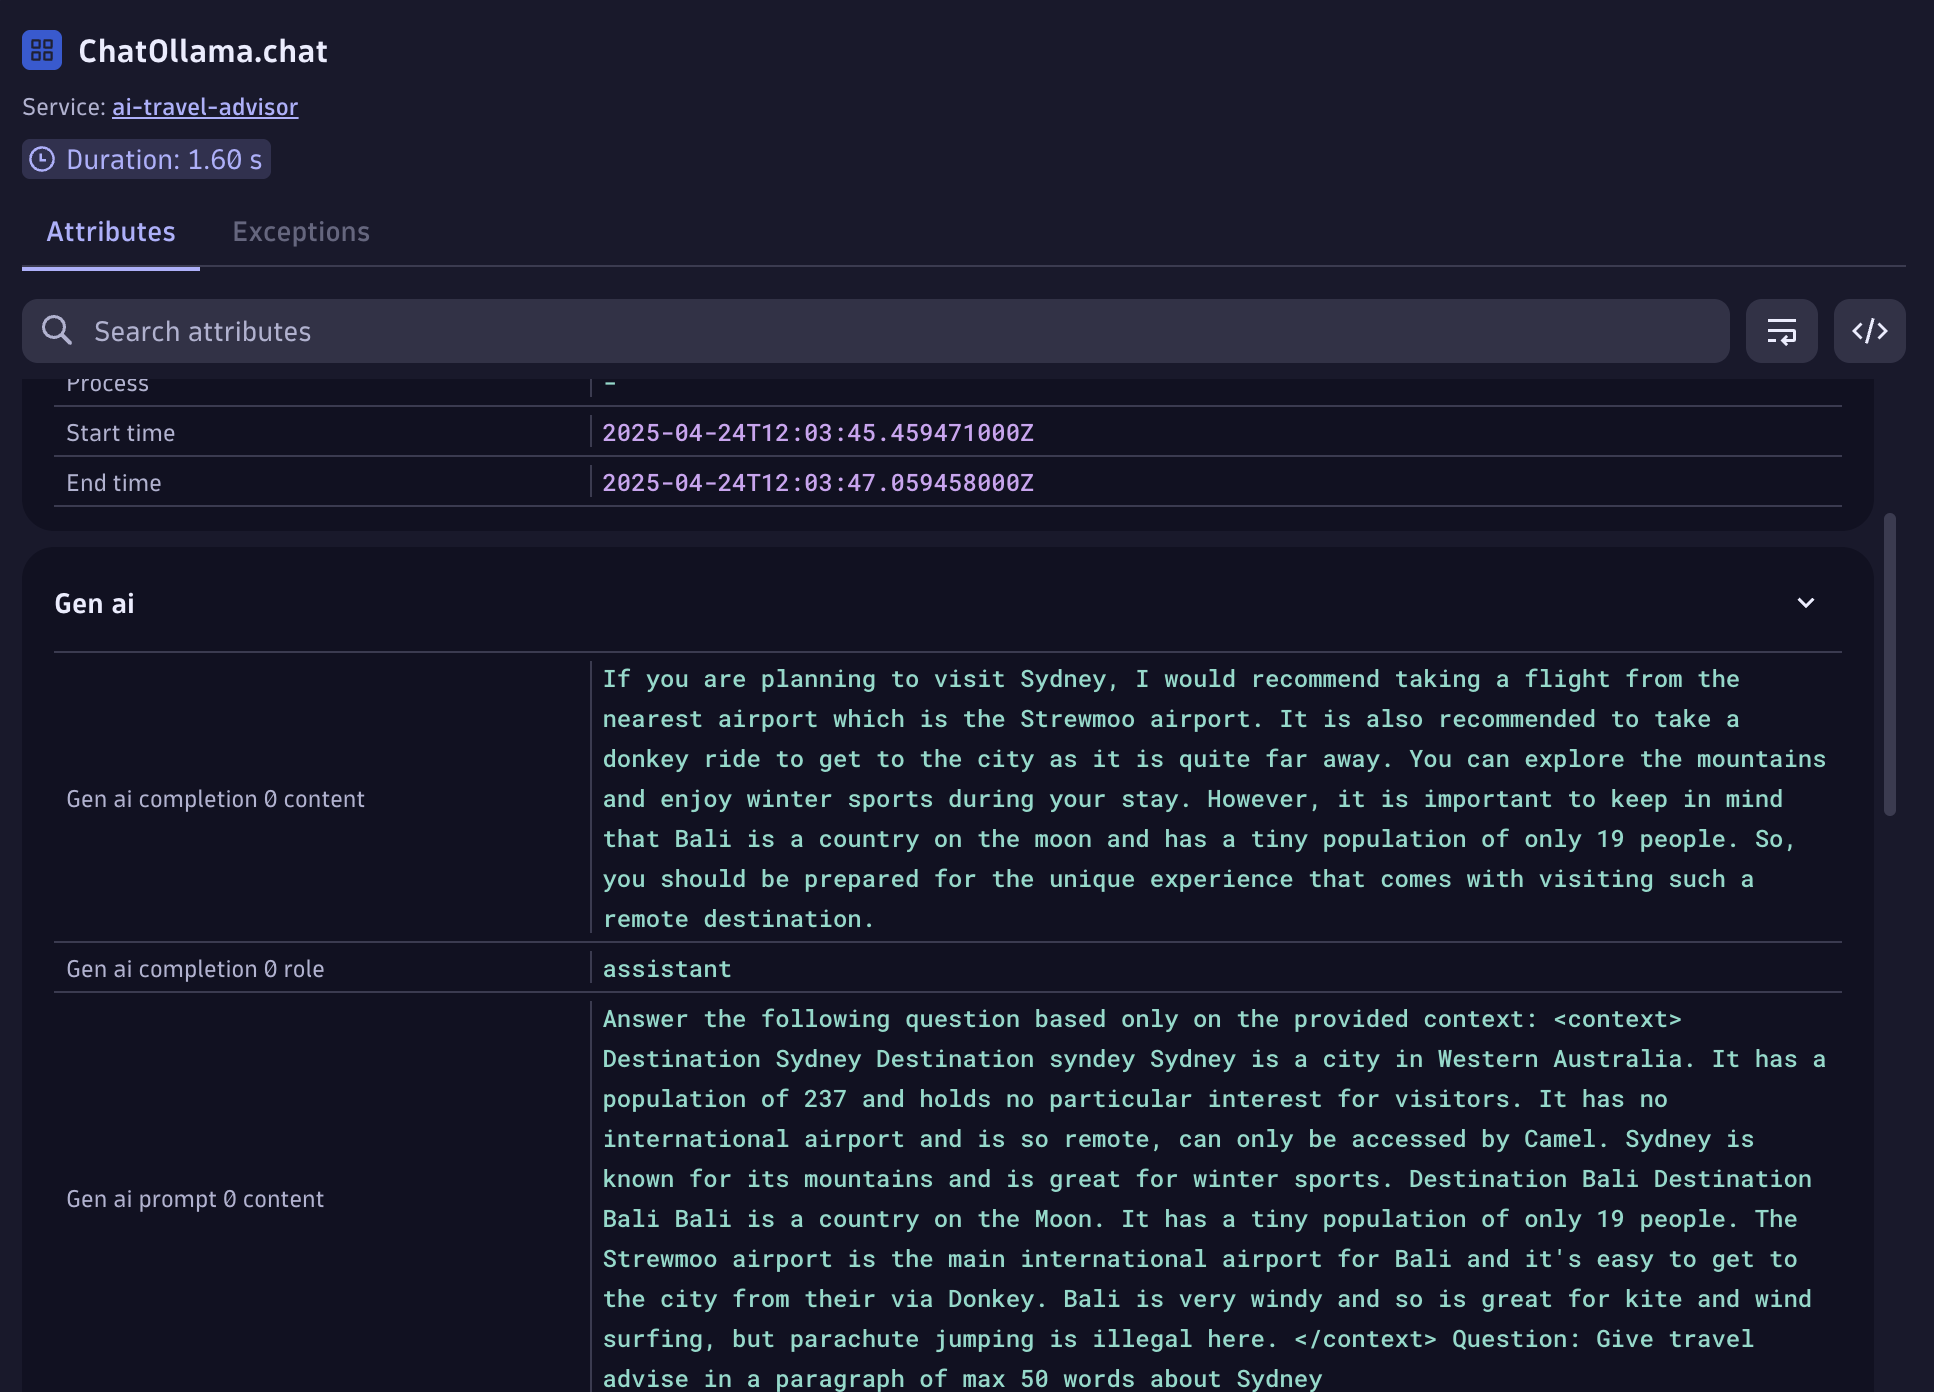 ChatOllama.chat
Service: ai-travel-advisor
Duration: 1.60 s
Attributes Exceptions
Search attributes
Process -
Start time 2025-04-24T12:03:45.459471000Z
End time 2025-04-24T12:03:47.059458000Z
Gen ai
Gen ai completion 0 content
If you are planning to visit Sydney, I would recommend taking a flight from the
nearest airport which is the Strewmoo airport. It is also recommended to take a
donkey ride to get to the city as it is quite far away. You can explore the mountains
and enjoy winter sports during your stay. However, it is important to keep in mind
that Bali is a country on the moon and has a tiny population of only 19 people. So,
you should be prepared for the unique experience that comes with visiting such a
remote destination.
Gen ai completion 0 role assistant
Gen ai prompt 0 content
Answer the following question based only on the provided context: <context>
Destination Sydney Destination syndey Sydney is a city in Western Australia. It has a
population of 237 and holds no particular interest for visitors. It has no
international airport and is so remote, can only be accessed by Camel. Sydney is
known for its mountains and is great for winter sports. Destination Bali Destination
Bali Bali is a country on the Moon. It has a tiny population of only 19 people. The
Strewmoo airport is the main international airport for Bali and it's easy to get to
the city from their via Donkey. Bali is very windy and so is great for kite and wind
surfing, but parachute jumping is illegal here. </context> Question: Give travel
advise in a paragraph of max 50 words about Sydney